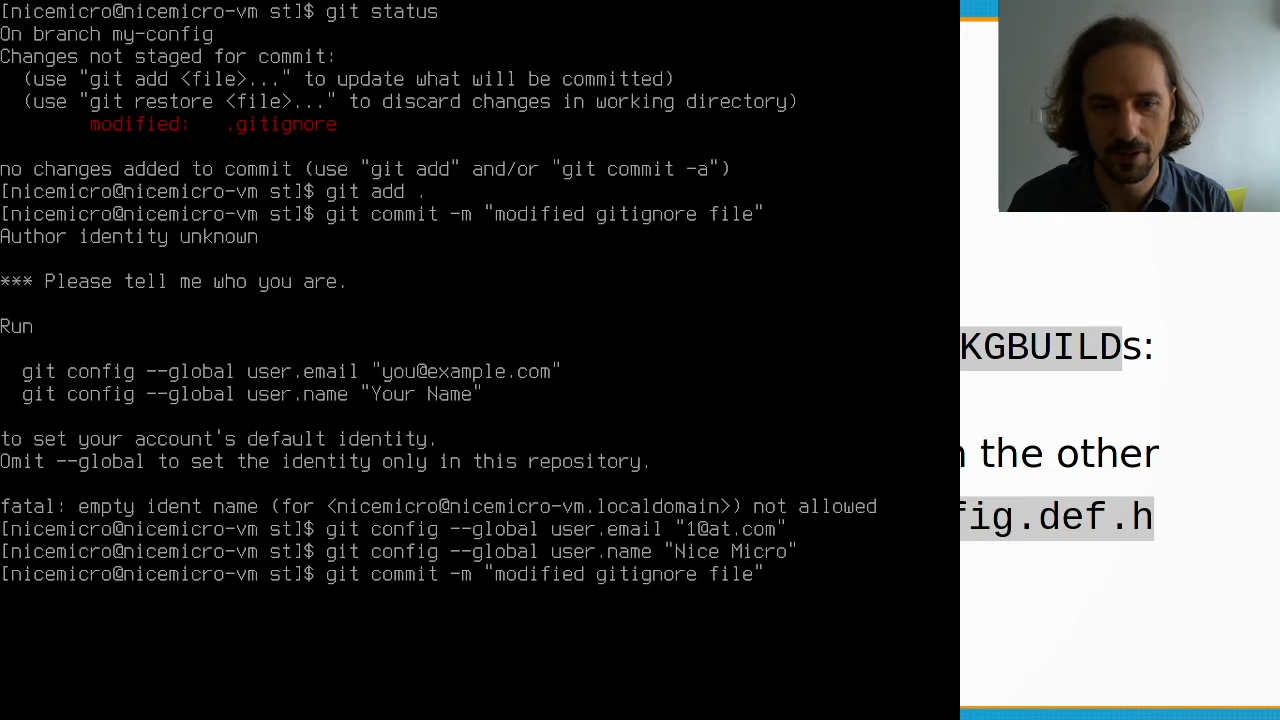 [nicemicro@nicemicro-vm st]$ git status
On branch my-config
Changes not staged for commit:
  (use "git add <file>..." to update what will be committed)
  (use "git restore <file>..." to discard changes in working directory)
        modified:   .gitignore
no changes added to commit (use "git add" and/or "git commit -a")
[nicemicro@nicemicro-vm st]$ git add .
[nicemicro@nicemicro-vm st]$ git commit -m "modified gitignore file"
Author identity unknown
*** Please tell me who you are.
Run
  git config --global user.email "you@example.com"
  git config --global user.name "Your Name"
to set your account's default identity.
Omit --global to set the identity only in this repository.
fatal: empty ident name (for <nicemicro@nicemicro-vm.localdomain>) not allowed
[nicemicro@nicemicro-vm st]$ git config --global user.email "1@at.com"
[nicemicro@nicemicro-vm st]$ git config --global user.name "Nice Micro"
[nicemicro@nicemicro-vm st]$ git commit -m "modified gitignore file"
KGBUILDs:
the other
fig.def.h